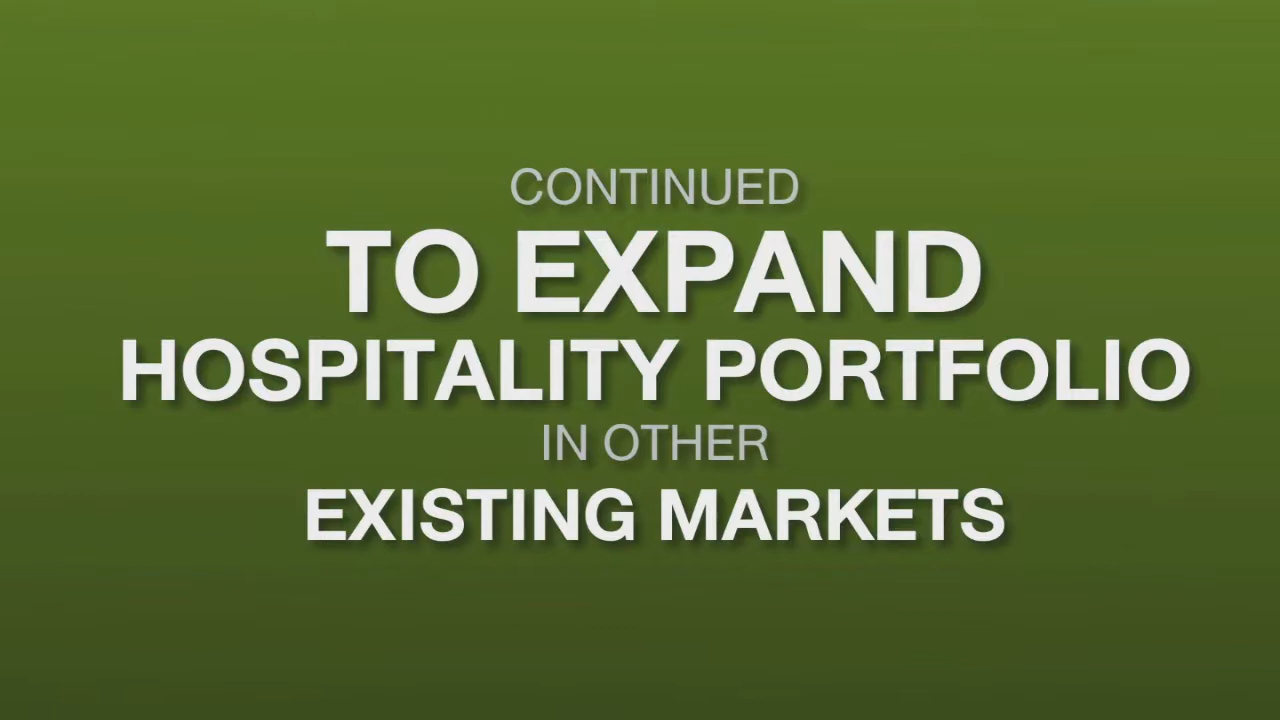 CONTINUED
TO EXPAND
HOSPITALITY PORTFOLIO
IN OTHER
EXISTING MARKETS